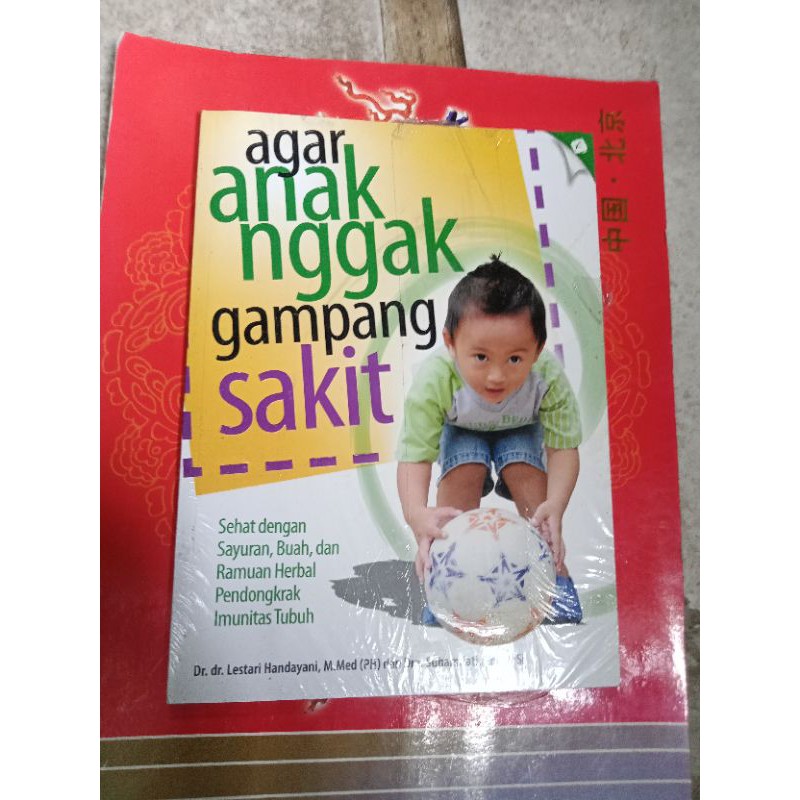 agar
anak
nggak
gampang
sakit
Sehat dengan
Sayuran, Buah, dan
Ramuan Herbal
Pendongkrak
Imunitas Tubuh
Dr. dr. Lestari Handayani, M.Med (PH) dan
中国·北京